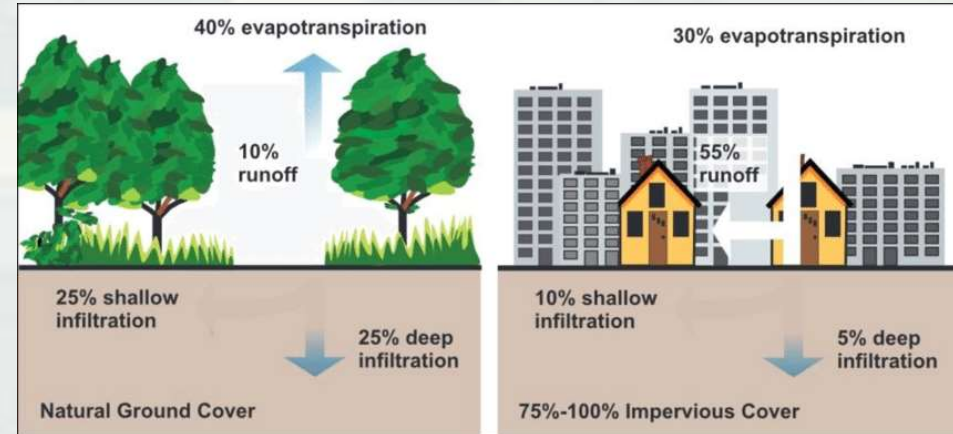 40% evapotranspiration
10%
runoff
25% shallow
infiltration
25% deep
infiltration
Natural Ground Cover
30% evapotranspiration
55%
runoff
10% shallow
infiltration
5% deep
infiltration
75%-100% Impervious Cover